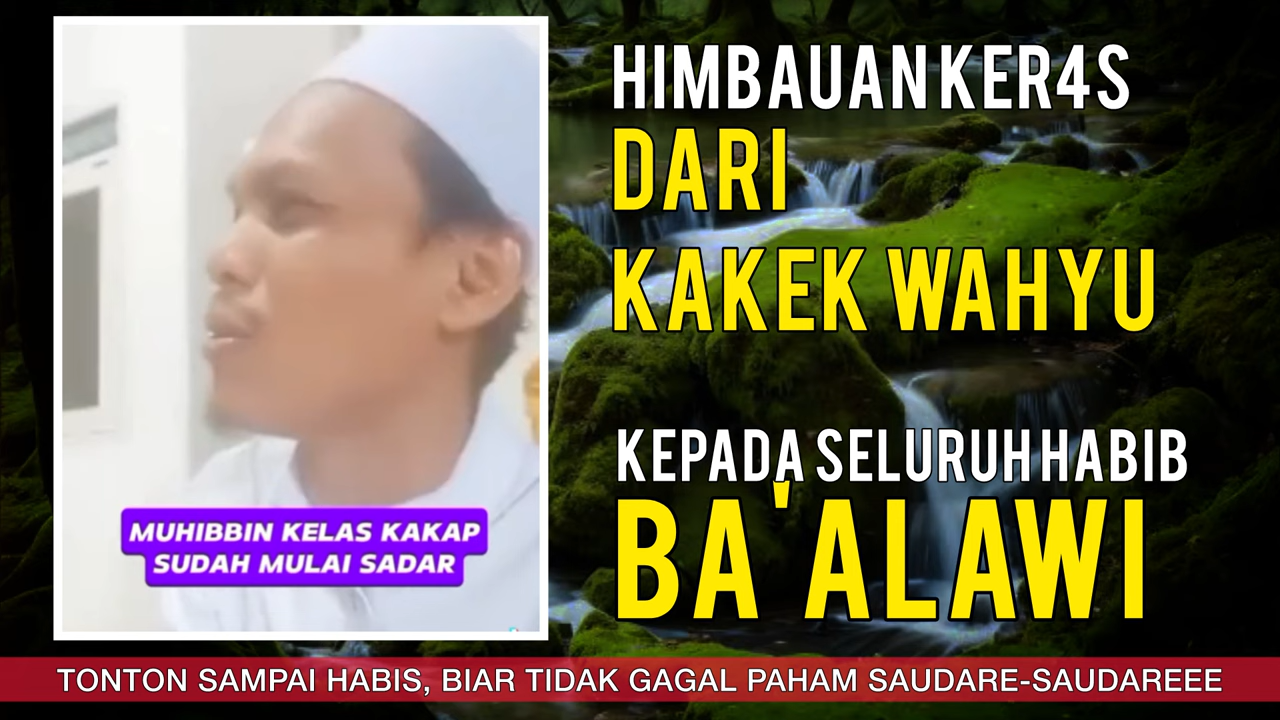 HIMBAUAN KER4S
DARI
KAKEK WAHYU
KEPADA SELURUH HABIB
BA'ALAWI
MUHIBBIN KELAS KAKAP
SUDAH MULAI SADAR
TONTON SAMPAI HABIS, BIAR TIDAK GAGAL PAHAM SAUDARE-SAUDAREEE